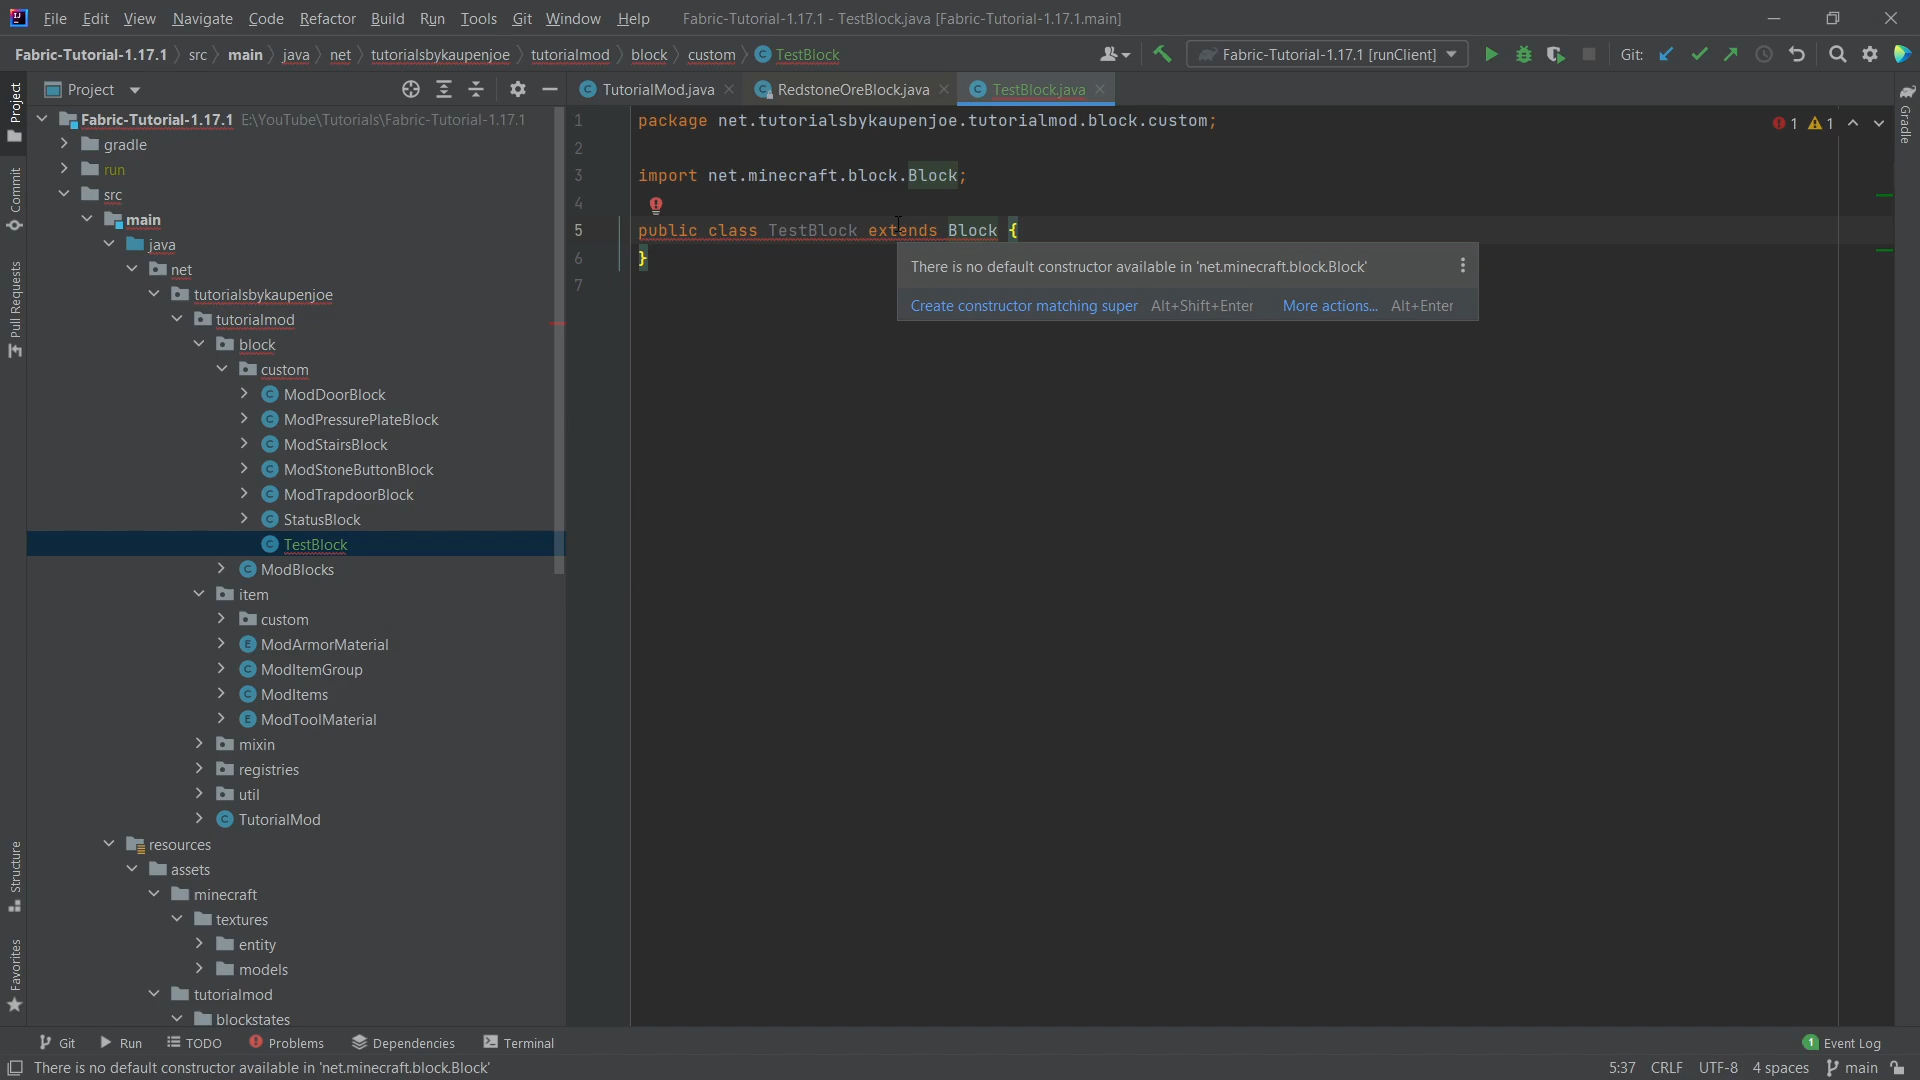 File Edit View Navigate Code Refactor Build Run Tools Git Window Help Fabric-Tutorial-1.17.1 - TestBlock.java [Fabric-Tutorial-1.17.1.main]
Fabric-Tutorial-1.17.1 src main java net tutorialsbykaupenjoe tutorialmod block custom TestBlock Fabric-Tutorial-1.17.1 [runClient] Git:
Project TutorialMod.java RedstoneOreBlock.java TestBlock.java
Project
Commit
Pull Requests
Structure
Favorites
Gradle
Fabric-Tutorial-1.17.1 E:\YouTube\Tutorials\Fabric-Tutorial-1.17.1
gradle
run
src
main
java
net
tutorialsbykaupenjoe
tutorialmod
block
custom
ModDoorBlock
ModPressurePlateBlock
ModStairsBlock
ModStoneButtonBlock
ModTrapdoorBlock
StatusBlock
TestBlock
ModBlocks
item
custom
ModArmorMaterial
ModItemGroup
ModItems
ModToolMaterial
mixin
registries
util
TutorialMod
resources
assets
minecraft
textures
entity
models
tutorialmod
blockstates
1 package net.tutorialsbykaupenjoe.tutorialmod.block.custom; 1 1
2
3 import net.minecraft.block.Block;
4
5 public class TestBlock extends Block {
6 }
7
There is no default constructor available in 'net.minecraft.block.Block'
Create constructor matching super Alt+Shift+Enter More actions... Alt+Enter
Git Run TODO Problems Dependencies Terminal 1 Event Log
There is no default constructor available in 'net.minecraft.block.Block' 5:37 CRLF UTF-8 4 spaces main